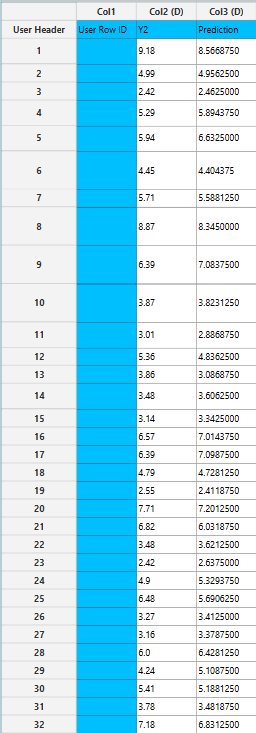 Col1 Col2 (D) Col3 (D)
User Header User Row ID Y2 Prediction
1 9.18 8.5668750
2 4.99 4.9562500
3 2.42 2.4625000
4 5.29 5.8943750
5 5.94 6.6325000
6 4.45 4.404375
7 5.71 5.5881250
8 8.87 8.3450000
9 6.39 7.0837500
10 3.87 3.8231250
11 3.01 2.8868750
12 5.36 4.8362500
13 3.86 3.0868750
14 3.48 3.6062500
15 3.14 3.3425000
16 6.57 7.0143750
17 6.39 7.0987500
18 4.79 4.7281250
19 2.55 2.4118750
20 7.71 7.2012500
21 6.82 6.0318750
22 3.48 3.6212500
23 2.42 2.6375000
24 4.9 5.3293750
25 6.48 5.6906250
26 3.27 3.4125000
27 3.16 3.3787500
28 6.0 6.4281250
29 4.24 5.1087500
30 5.41 5.1881250
31 3.78 3.4818750
32 7.18 6.8312500